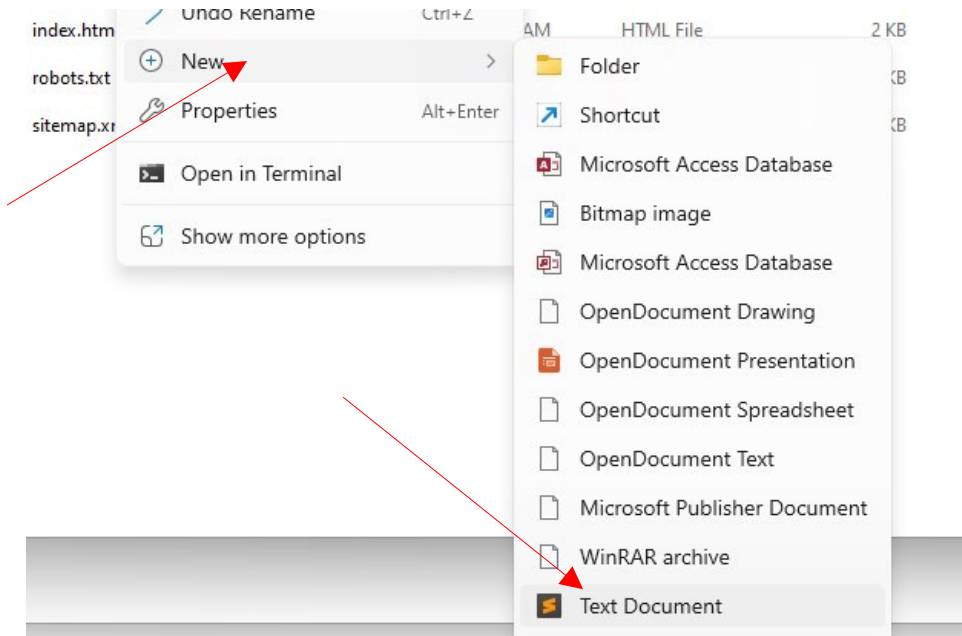 Undo Rename Ctrl+Z
index.htm AM HTML File 2 KB
New
Folder
robots.txt KB
Properties Alt+Enter
Shortcut
sitemap.x KB
Microsoft Access Database
Open in Terminal
Bitmap image
Show more options
Microsoft Access Database
OpenDocument Drawing
OpenDocument Presentation
OpenDocument Spreadsheet
OpenDocument Text
Microsoft Publisher Document
WinRAR archive
Text Document